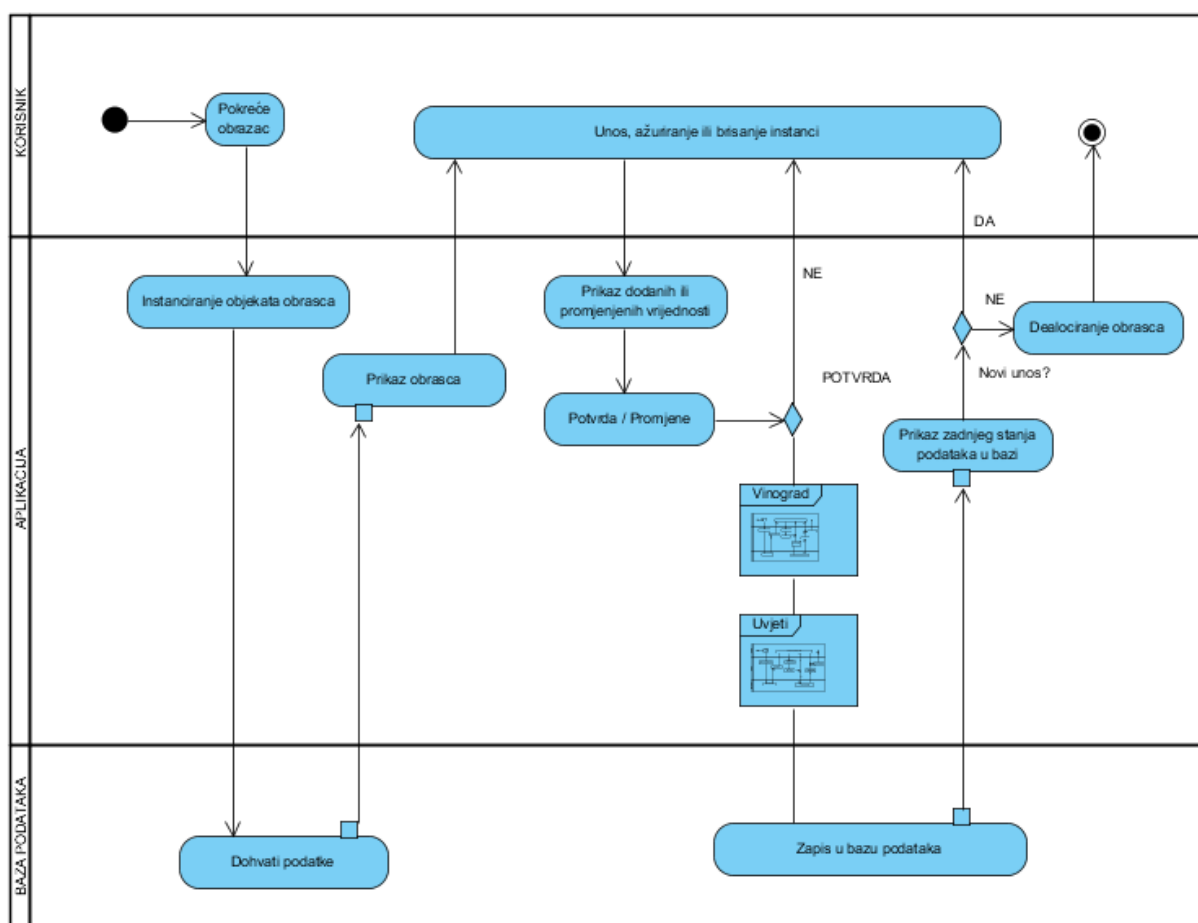 KORISNIK
Pokreće
obrazac
Unos, ažuriranje ili brisanje instanci
DA
APLIKACIJA
Instanciranje objekata obrasca
Prikaz obrasca
Prikaz dodanih ili
promjenjenih vrijednosti
Potvrda / Promjene
NE
POTVRDA
Vinograd
Uvjeti
NE
Dealociranje obrasca
Novi unos?
Prikaz zadnjeg stanja
podataka u bazi
BAZA PODATAKA
Dohvati podatke
Zapis u bazu podataka